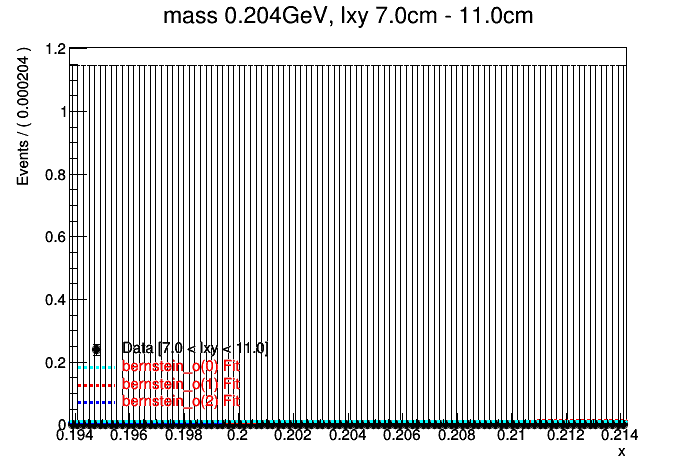 mass 0.204GeV, lxy 7.0cm - 11.0cm
Events / ( 0.000204 )
1.2
1
0.8
0.6
0.4
0.2
0
Data [7.0 < lxy < 11.0]
bernstein_o(0) Fit
bernstein_o(1) Fit
bernstein_o(2) Fit
0.194 0.196 0.198 0.2 0.202 0.204 0.206 0.208 0.21 0.212 0.214
x